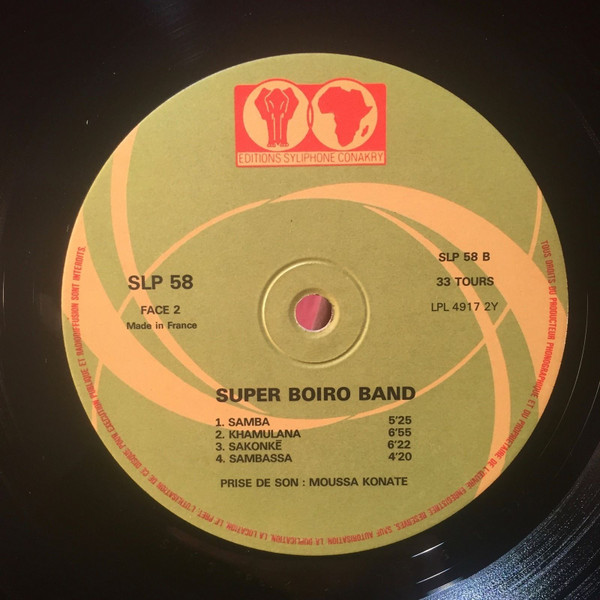 EDITIONS SYLIPHONE CONAKRY
SLP 58
FACE 2
Made in France
SLP 58 B
33 TOURS
LPL 4917 2Y
SUPER BOIRO BAND
1. SAMBA 5'25
2. KHAMULANA 6'55
3. SAKONKË 6'22
4. SAMBASSA 4'20
PRISE DE SON : MOUSSA KONATE
TOUS DROITS DU PRODUCTEUR PHONOGRAPHIQUE ET DU PROPRIETAIRE DE L'ŒUVRE ENREGISTREE RESERVES. SAUF AUTORISATION LA DUPLICATION, LA LOCATION, LE PRET, L'UTILISATION DE CE DISQUE POUR EXECUTION PUBLIQUE ET RADIODIFFUSION SONT INTERDITS.